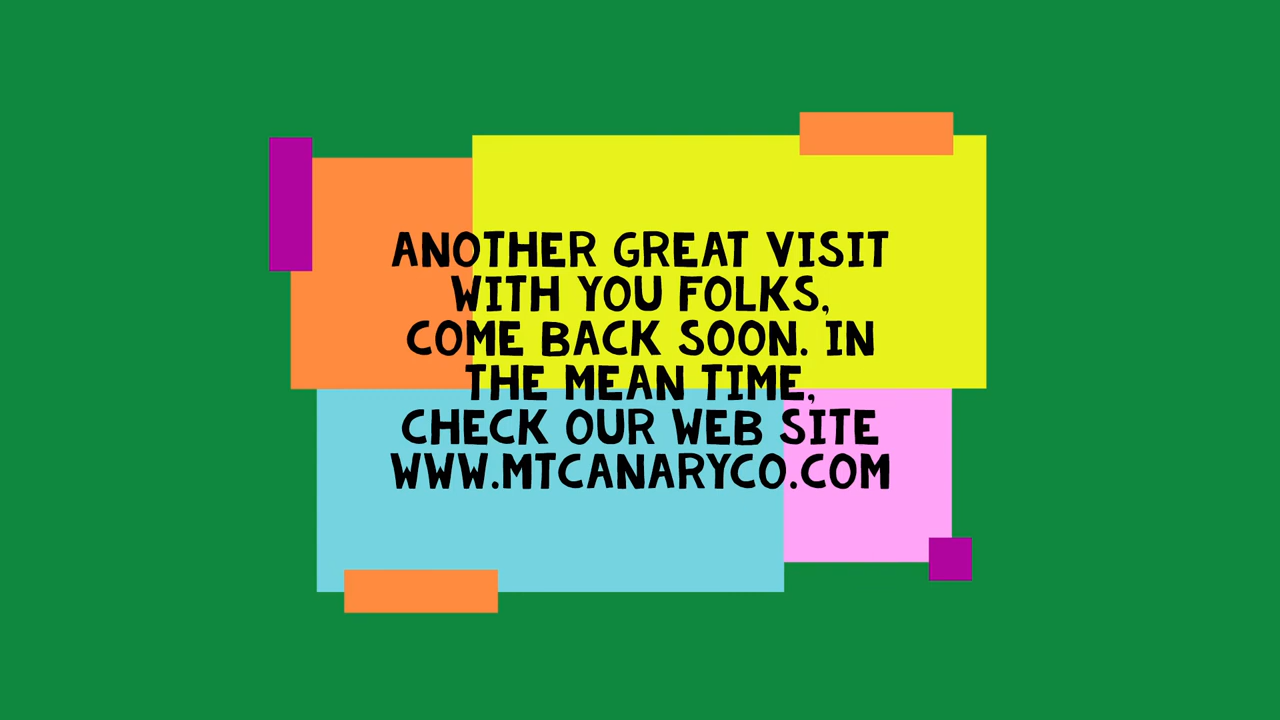 ANOTHER GREAT VISIT
WITH YOU FOLKS,
COME BACK SOON. IN
THE MEAN TIME,
CHECK OUR WEB SITE
WWW.MTCANARYCO.COM